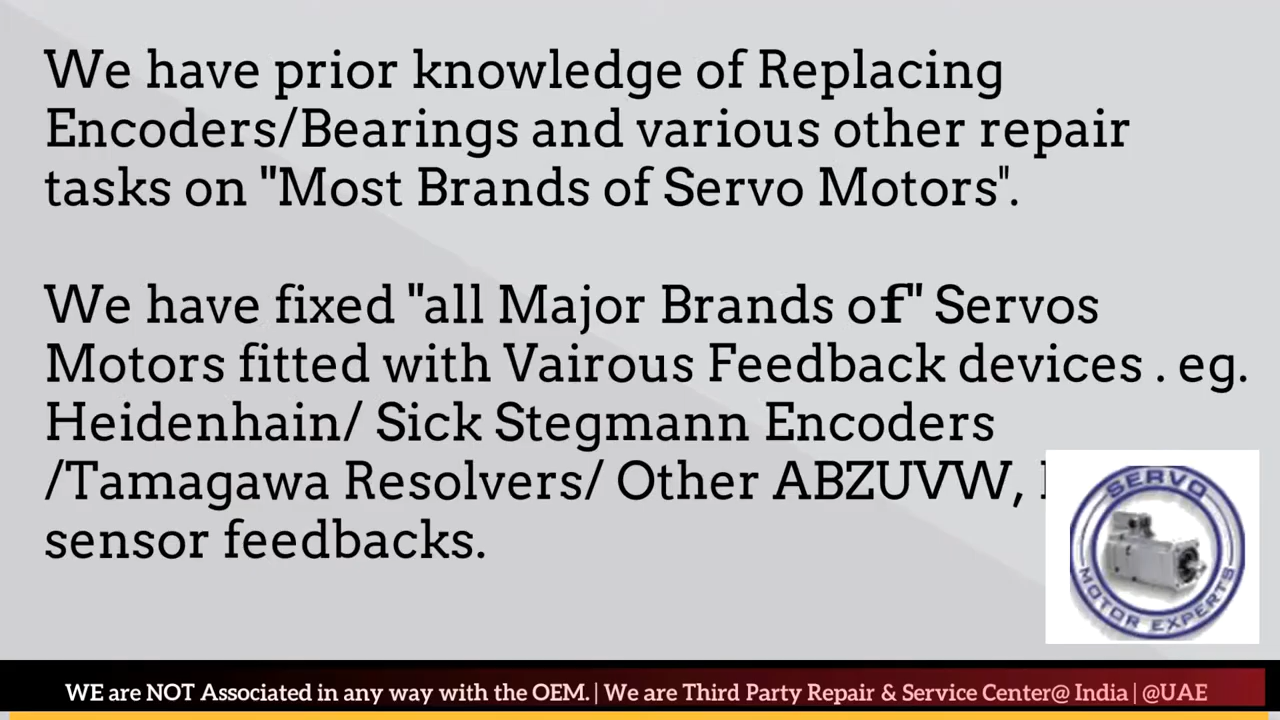 We have prior knowledge of Replacing
Encoders/Bearings and various other repair
tasks on "Most Brands of Servo Motors".
We have fixed "all Major Brands of" Servos
Motors fitted with Vairous Feedback devices . eg.
Heidenhain/ Sick Stegmann Encoders
/Tamagawa Resolvers/ Other ABZUVW,
sensor feedbacks.
SERVO
MOTOR EXPERTS
WE are NOT Associated in any way with the OEM. | We are Third Party Repair & Service Center@ India | @UAE